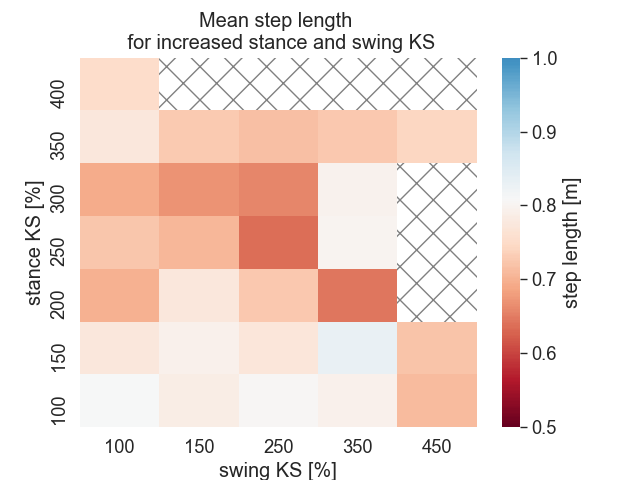 Mean step length
for increased stance and swing KS
400
350
300
250
200
150
100
stance KS [%]
100 150 250 350 450
swing KS [%]
1.0
0.9
0.8
0.7
0.6
0.5
step length [m]